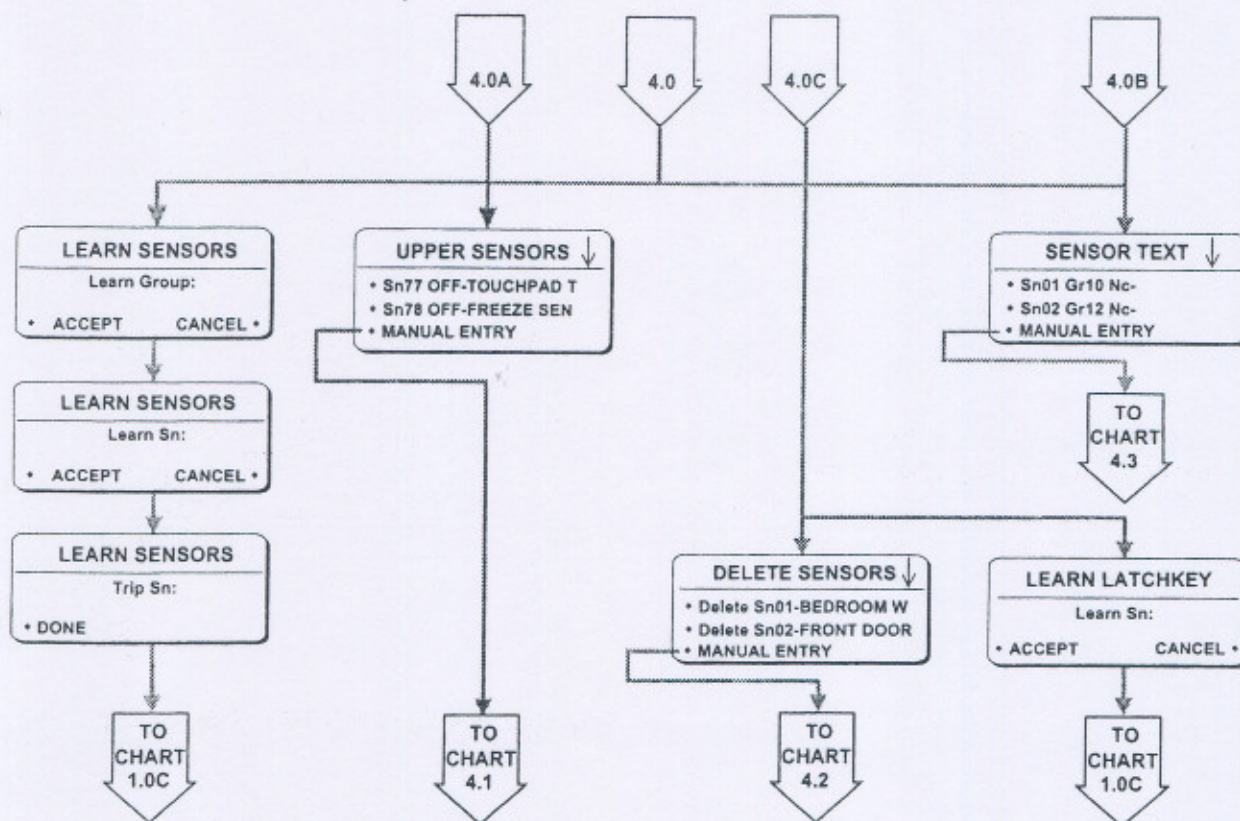 4.0A
4.0
4.0C
4.0B
LEARN SENSORS
Learn Group:
• ACCEPT CANCEL •
UPPER SENSORS
• Sn77 OFF-TOUCHPAD T
• Sn78 OFF-FREEZE SEN
• MANUAL ENTRY
SENSOR TEXT
• Sn01 Gr10 Nc-
• Sn02 Gr12 Nc-
• MANUAL ENTRY
LEARN SENSORS
Learn Sn:
• ACCEPT CANCEL •
TO
CHART
4.3
LEARN SENSORS
Trip Sn:
• DONE
DELETE SENSORS
• Delete Sn01-BEDROOM W
• Delete Sn02-FRONT DOOR
• MANUAL ENTRY
LEARN LATCHKEY
Learn Sn:
• ACCEPT CANCEL •
TO
CHART
1.0C
TO
CHART
4.1
TO
CHART
4.2
TO
CHART
1.0C